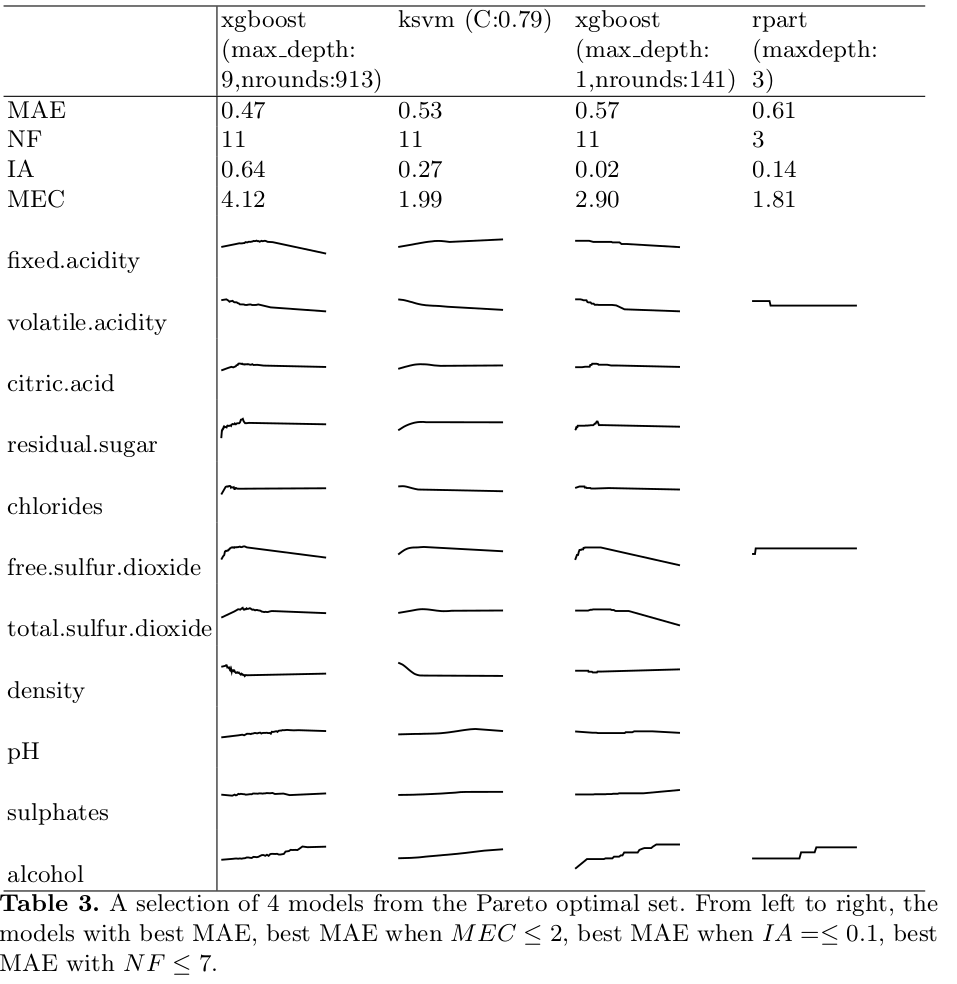 xgboost ksvm (C:0.79) xgboost rpart
(max_depth: (max_depth: (maxdepth:
9,nrounds:913) 1,nrounds:141) 3)
MAE 0.47 0.53 0.57 0.61
NF 11 11 11 3
IA 0.64 0.27 0.02 0.14
MEC 4.12 1.99 2.90 1.81
fixed.acidity
volatile.acidity
citric.acid
residual.sugar
chlorides
free.sulfur.dioxide
total.sulfur.dioxide
density
pH
sulphates
alcohol
Table 3. A selection of 4 models from the Pareto optimal set. From left to right, the
models with best MAE, best MAE when MEC ≤ 2, best MAE when IA =≤ 0.1, best
MAE with NF ≤ 7.